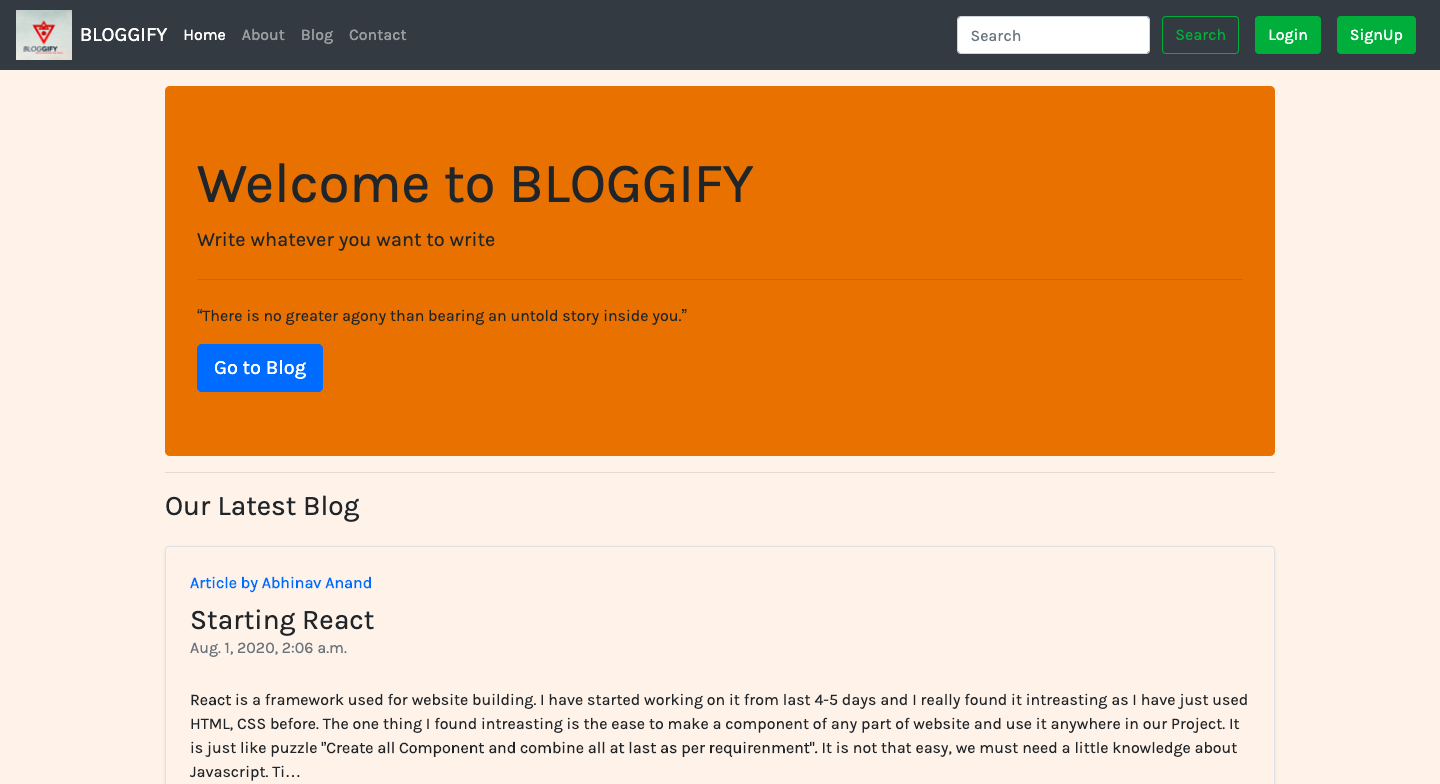 BLOGGIFY
BLOGGIFY Home About Blog Contact Search Search Login SignUp
Welcome to BLOGGIFY
Write whatever you want to write
“There is no greater agony than bearing an untold story inside you.”
Go to Blog
Our Latest Blog
Article by Abhinav Anand
Starting React
Aug. 1, 2020, 2:06 a.m.
React is a framework used for website building. I have started working on it from last 4-5 days and I really found it intreasting as I have just used
HTML, CSS before. The one thing I found intreasting is the ease to make a component of any part of website and use it anywhere in our Project. It
is just like puzzle "Create all Component and combine all at last as per requirenment". It is not that easy, we must need a little knowledge about
Javascript. Ti…